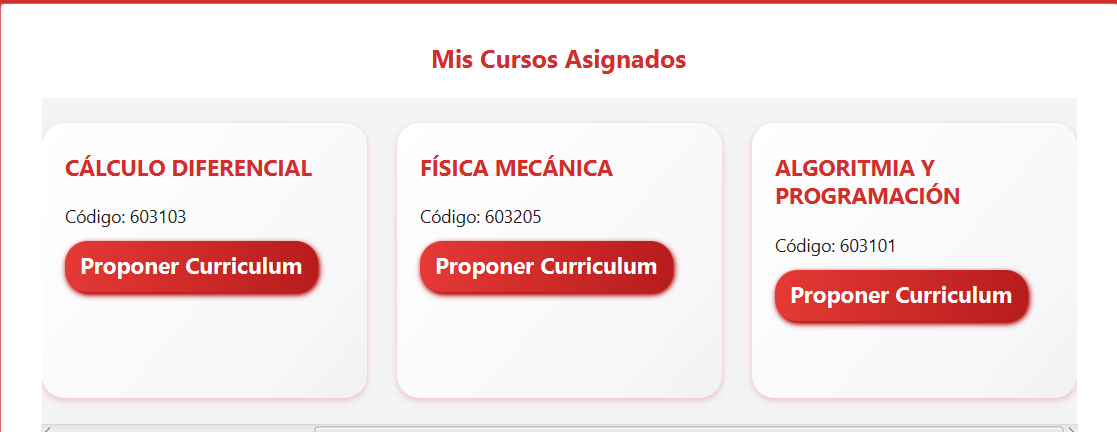 Mis Cursos Asignados
CÁLCULO DIFERENCIAL
Código: 603103
Proponer Curriculum
FÍSICA MECÁNICA
Código: 603205
Proponer Curriculum
ALGORITMIA Y
PROGRAMACIÓN
Código: 603101
Proponer Curriculum